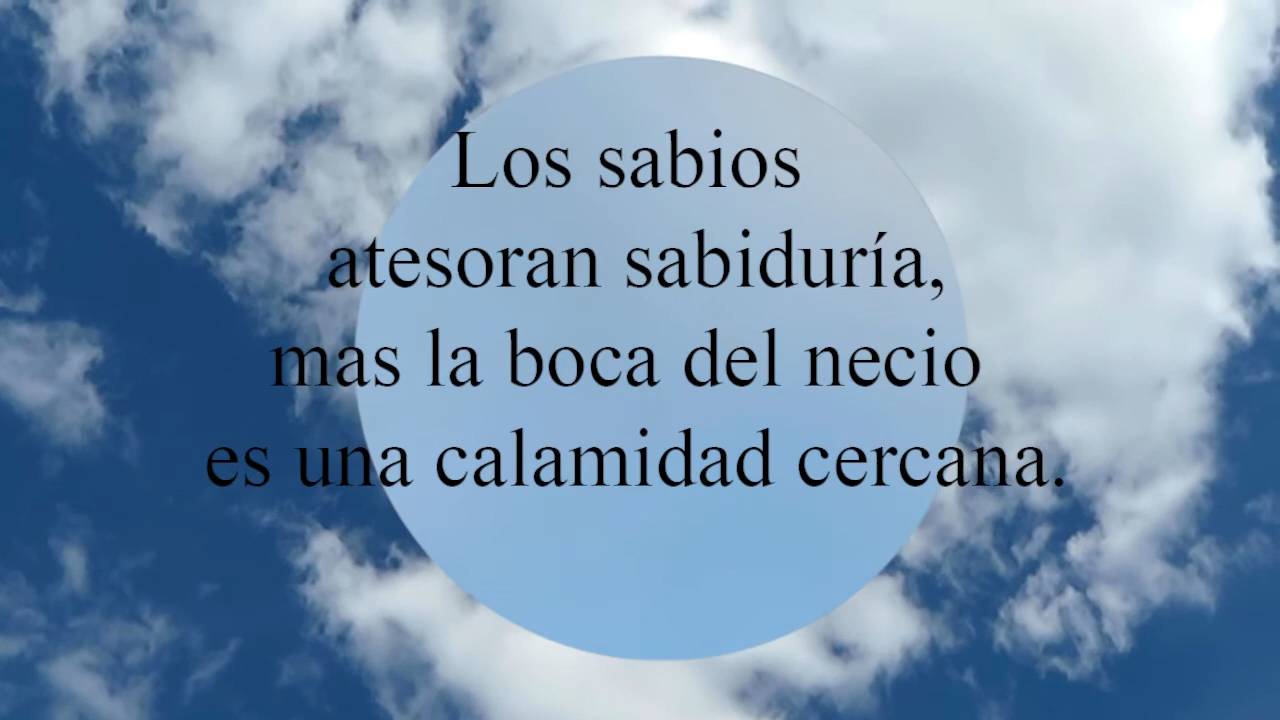 Los sabios
atesoran sabiduría,
mas la boca del necio
es una calamidad cercana.